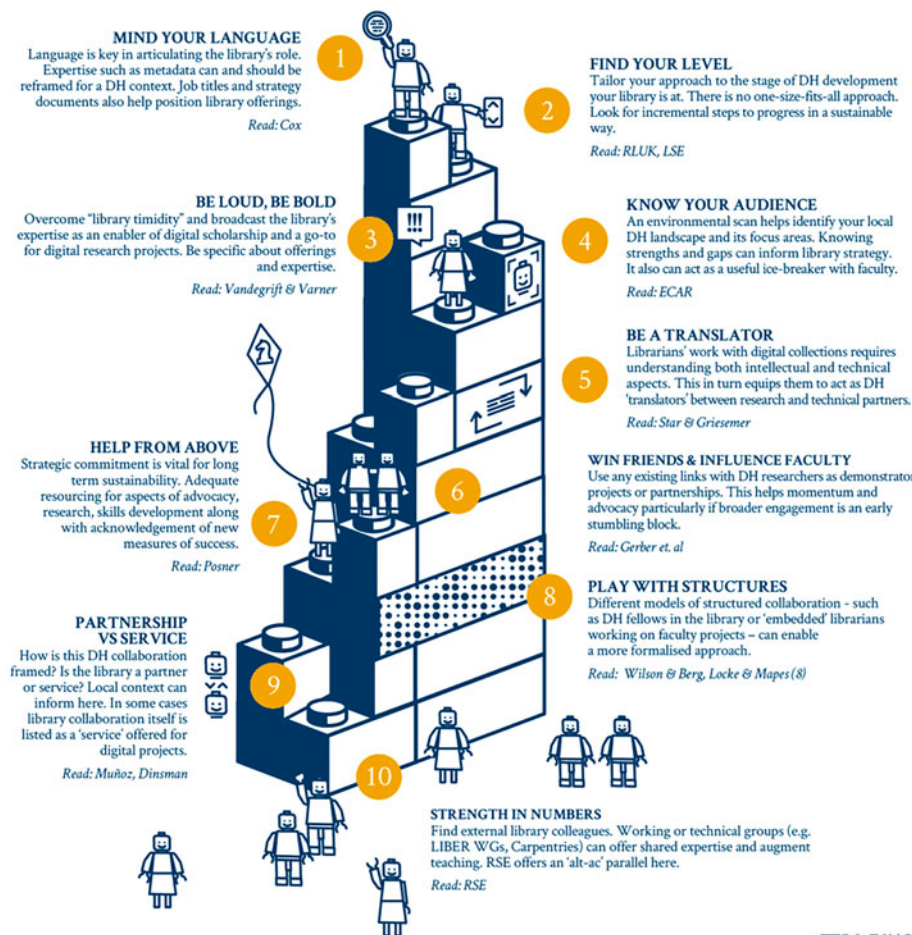 MIND YOUR LANGUAGE
Language is key in articulating the library's role.
Expertise such as metadata can and should be
reframed for a DH context. Job titles and strategy
documents also help position library offerings.
Read: Cox
1
2
FIND YOUR LEVEL
Tailor your approach to the stage of DH development
your library is at. There is no one-size-fits-all approach.
Look for incremental steps to progress in a sustainable
way.
Read: RLUK, LSE
BE LOUD, BE BOLD
Overcome "library timidity" and broadcast the library's
expertise as an enabler of digital scholarship and a go-to
for digital research projects. Be specific about offerings
and expertise.
Read: Vandegrift & Varner
3
!!!
4
KNOW YOUR AUDIENCE
An environmental scan helps identify your local
DH landscape and its focus areas. Knowing
strengths and gaps can inform library strategy.
It also can act as a useful ice-breaker with faculty.
Read: ECAR
5
BE A TRANSLATOR
Librarians' work with digital collections requires
understanding both intellectual and technical
aspects. This in turn equips them to act as DH
'translators' between research and technical partners.
Read: Star & Griesemer
6
WIN FRIENDS & INFLUENCE FACULTY
Use any existing links with DH researchers as demonstrator
projects or partnerships. This helps momentum and
advocacy particularly if broader engagement is an early
stumbling block.
Read: Gerber et. al
HELP FROM ABOVE
Strategic commitment is vital for long
term sustainability. Adequate
resourcing for aspects of advocacy,
research, skills development along
with acknowledgement of new
measures of success.
Read: Posner
7
8
PLAY WITH STRUCTURES
Different models of structured collaboration - such
as DH fellows in the library or 'embedded' librarians
working on faculty projects – can enable
a more formalised approach.
Read: Wilson & Berg, Locke & Mapes (8)
PARTNERSHIP
VS SERVICE
How is this DH collaboration
framed? Is the library a partner
or service? Local context can
inform here. In some cases
library collaboration itself is
listed as a 'service' offered for
digital projects.
Read: Muñoz, Dinsman
9
10
STRENGTH IN NUMBERS
Find external library colleagues. Working or technical groups (e.g.
LIBER WGs, Carpentries) can offer shared expertise and augment
teaching. RSE offers an 'alt-ac' parallel here.
Read: RSE